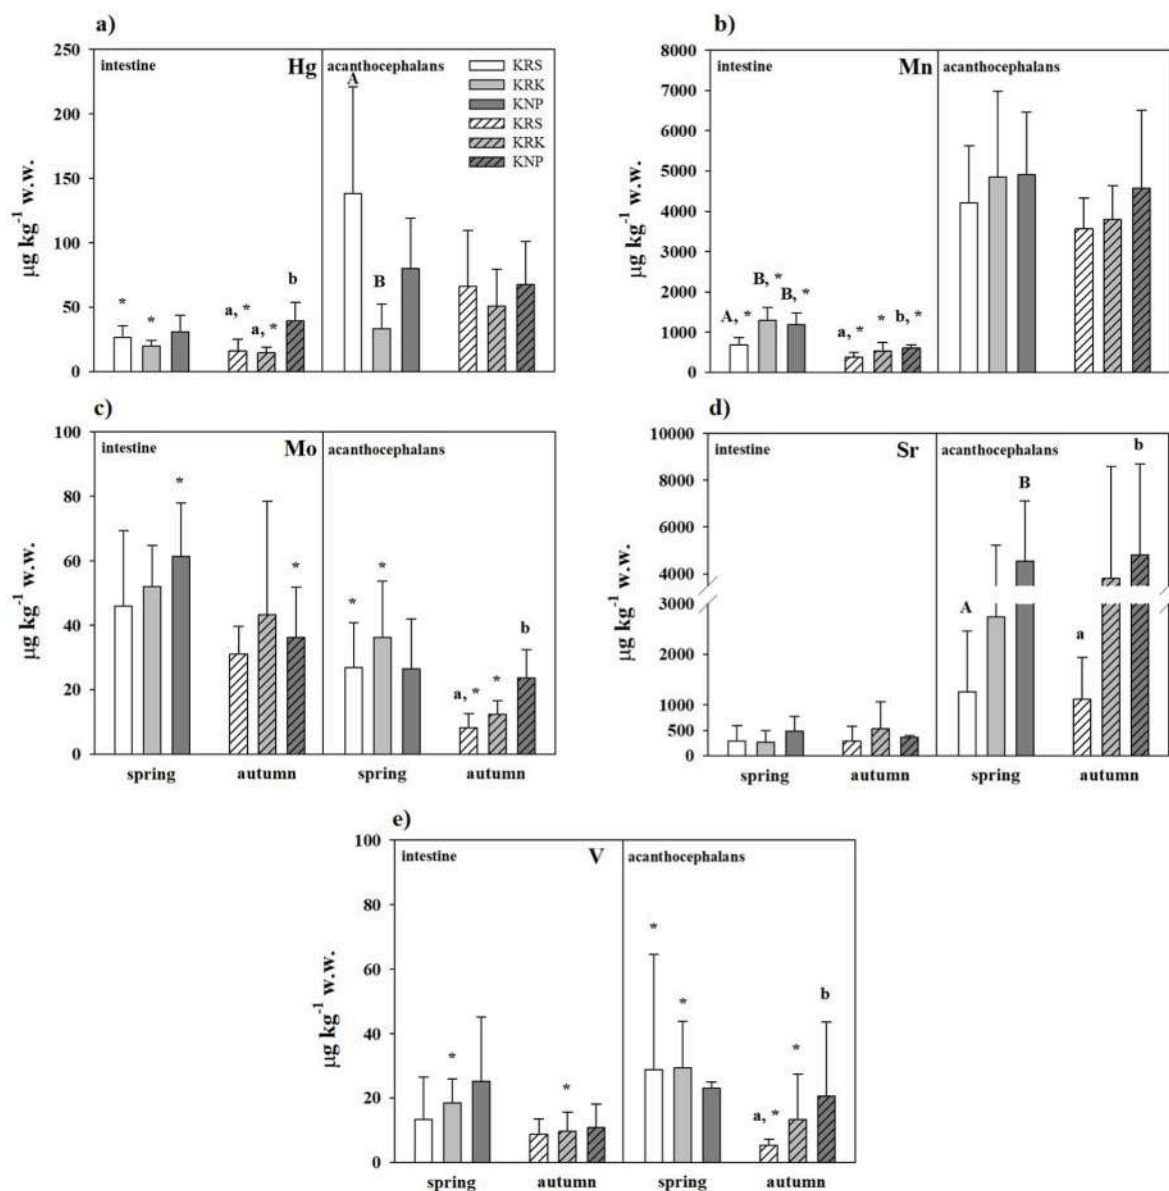 a)
intestine Hg acanthocephalans
A
KRS
KRK
KNP
KRS
KRK
KNP
250
200
150
100
50
0
µg kg⁻¹ w.w.
* * a, * a, * b B
b)
intestine Mn acanthocephalans
8000
7000
6000
5000
4000
3000
2000
1000
0
µg kg⁻¹ w.w.
A, * B, * B, * a, * * b, *
c)
intestine Mo acanthocephalans
100
80
60
40
20
0
µg kg⁻¹ w.w.
* * * * a, * * b
spring autumn spring autumn
d)
intestine Sr acanthocephalans
10000
8000
6000
4000
3000
2000
1000
500
0
µg kg⁻¹ w.w.
A B a b
spring autumn spring autumn
e)
intestine V acanthocephalans
100
80
60
40
20
0
µg kg⁻¹ w.w.
* * * * a, * * b
spring autumn spring autumn